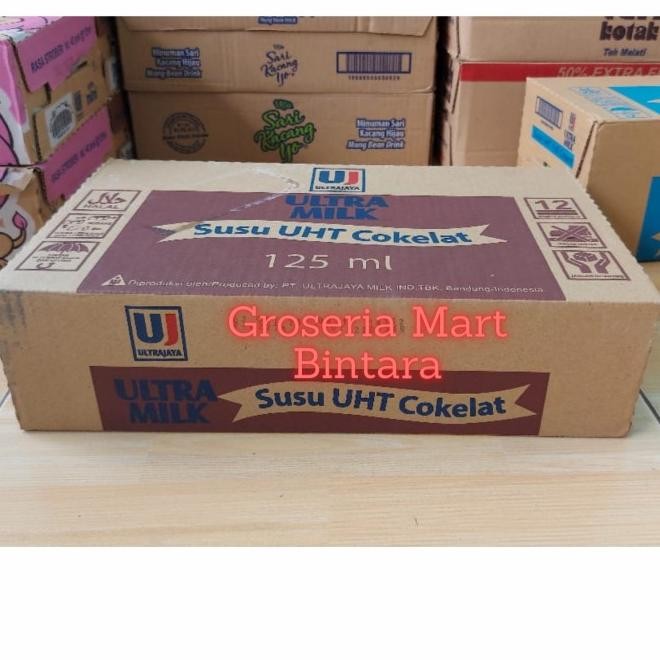 RASA STROBERI
Minuman Sari
Kacang Hijau
Mung Bean Drink
Sari
Kacang
Ijo
Sari
Kacang
Ijo
Minuman Sari
Kacang Hijau
Mung Bean Drink
kotak
Teh Melati
50% EXTRA
UJ
ULTRAJAYA
ULTRA
MILK
Susu UHT Cokelat
125 ml
HALAL
12
Diproduksi oleh/Produced by: PT. ULTRAJAYA MILK IND.TBK. Bandung-Indonesia
UJ
ULTRAJAYA
Groseria Mart
Bintara
ULTRA
MILK
Susu UHT Cokelat